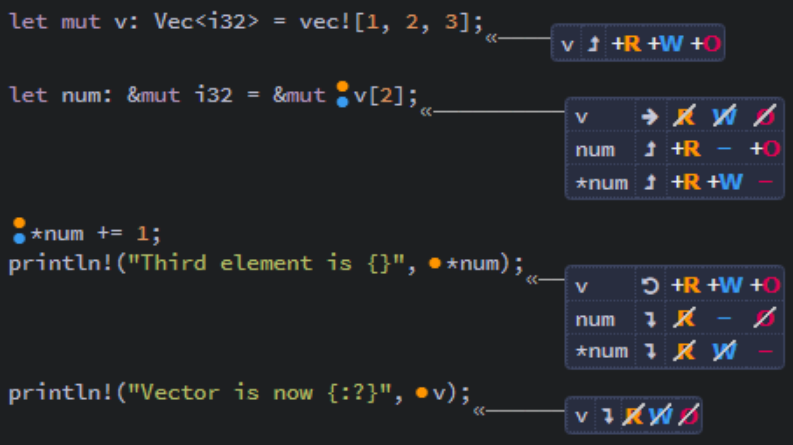 let mut v: Vec<i32> = vec![1, 2, 3];
« v ↥ +R +W +O
let num: &mut i32 = &mut v[2];
« v → R W O
num ↥ +R – +O
*num ↥ +R +W –
*num += 1;
println!("Third element is {}", *num);
« v ↻ +R +W +O
num ↧ R – O
*num ↧ R W –
println!("Vector is now {:?}", v);
« v ↧ R W O